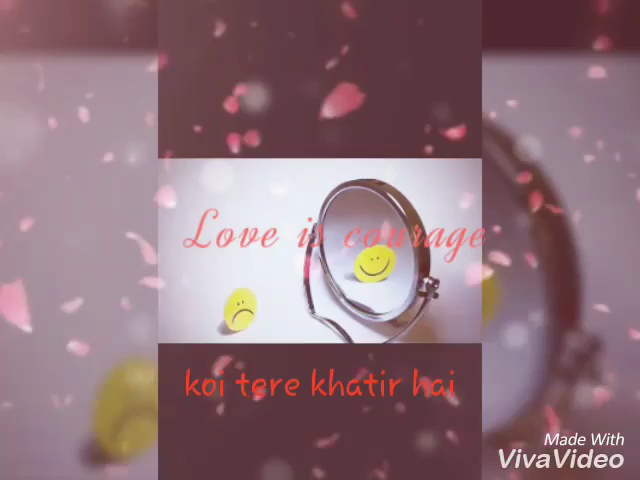 Love is courage
koi tere khatir hai
Made With
VivaVideo